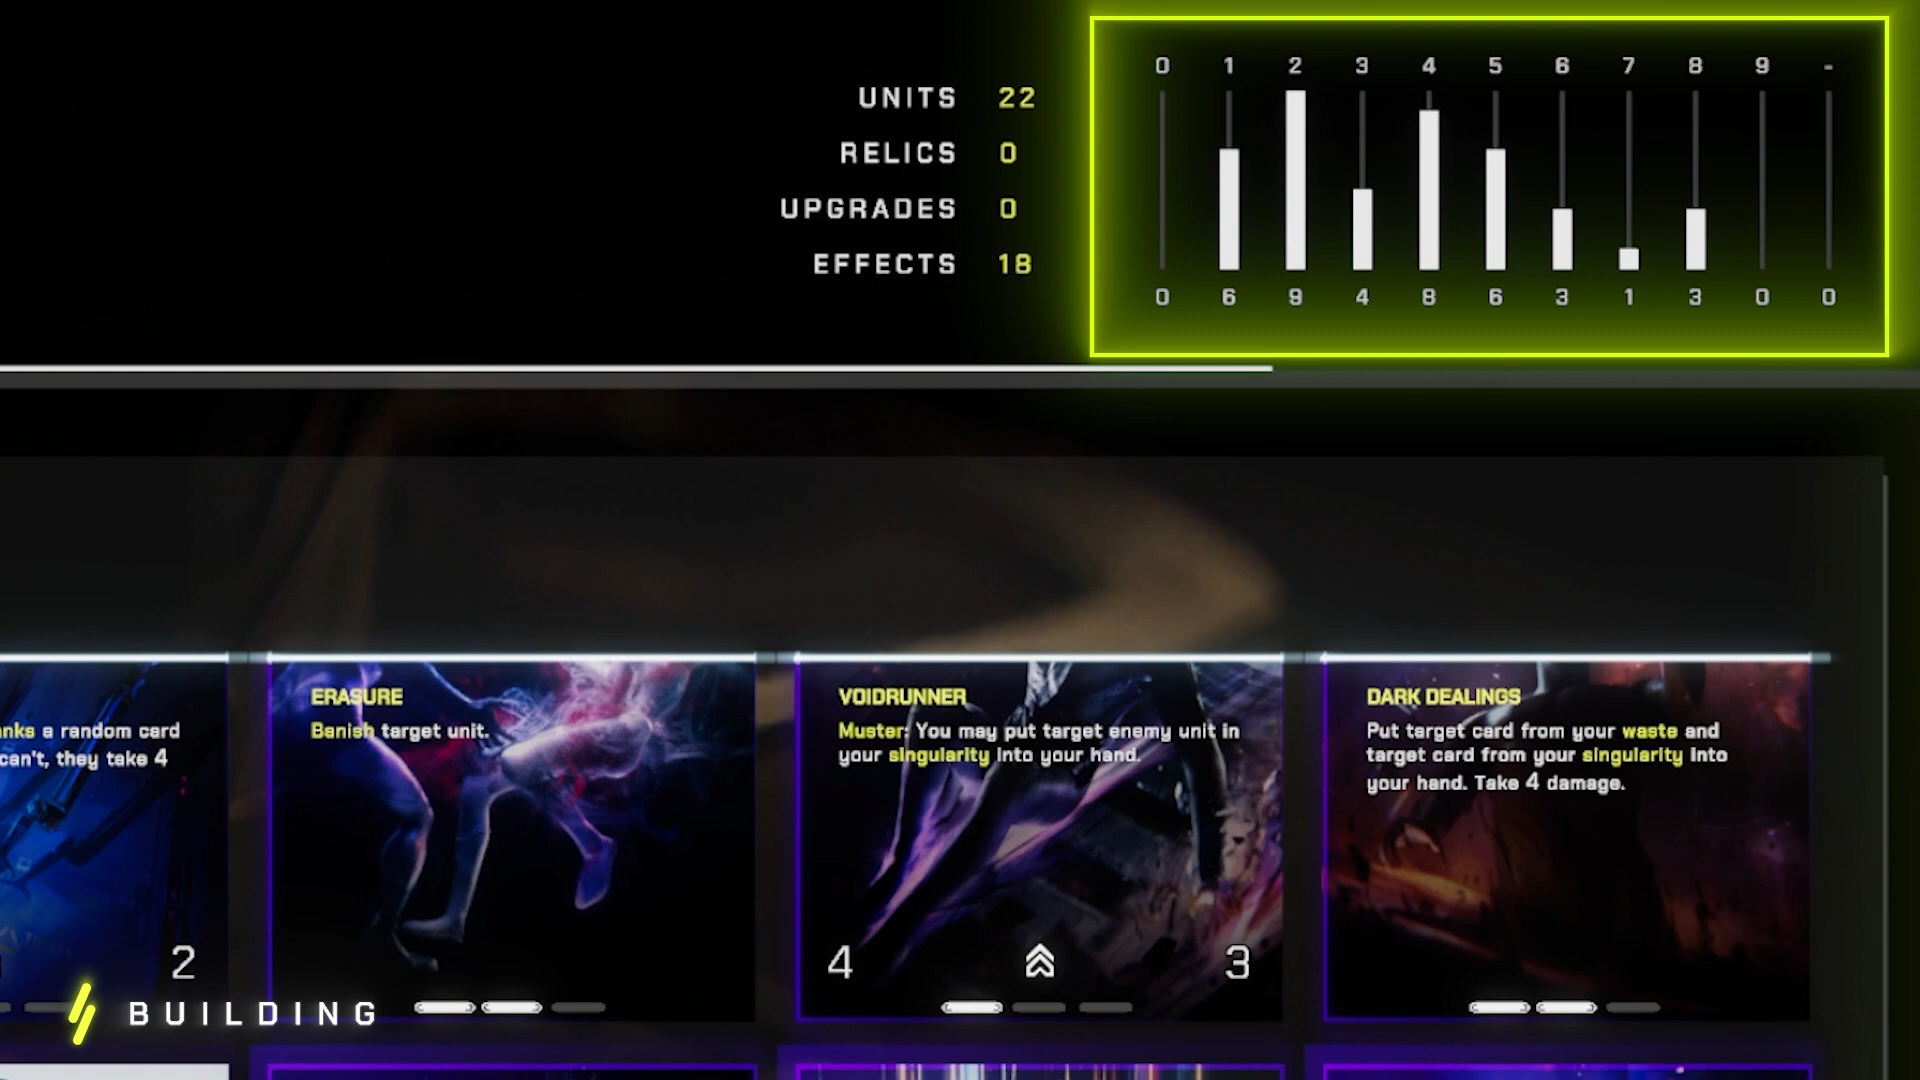 0 1 2 3 4 5 6 7 8 9 -
UNITS 22
RELICS 0
UPGRADES 0
EFFECTS 18
0 6 9 4 8 6 3 1 3 0 0
a random card
can't, they take 4
2
ERASURE
Banish target unit.
VOIDRUNNER
Muster: You may put target enemy unit in
your singularity into your hand.
4 3
DARK DEALINGS
Put target card from your waste and
target card from your singularity into
your hand. Take 4 damage.
BUILDING